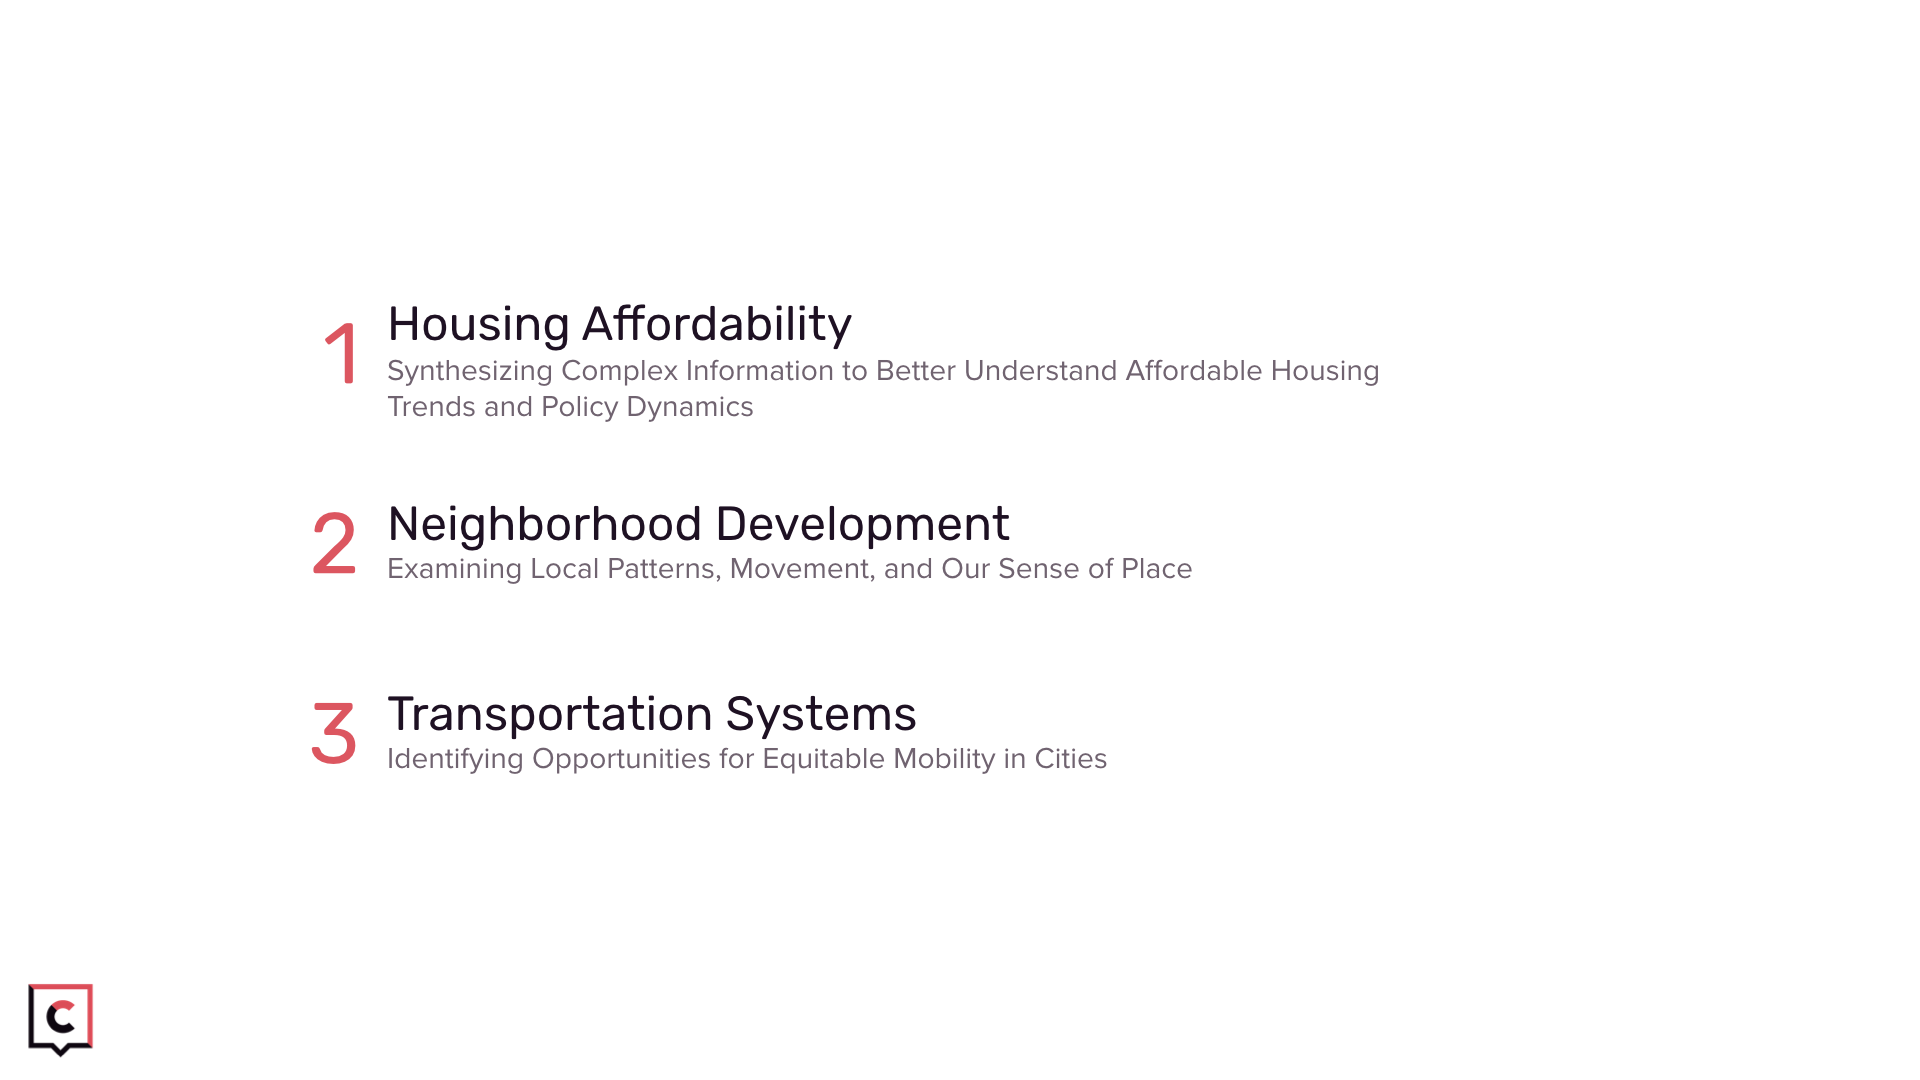 1
Housing Affordability
Synthesizing Complex Information to Better Understand Affordable Housing
Trends and Policy Dynamics
2
Neighborhood Development
Examining Local Patterns, Movement, and Our Sense of Place
3
Transportation Systems
Identifying Opportunities for Equitable Mobility in Cities
C